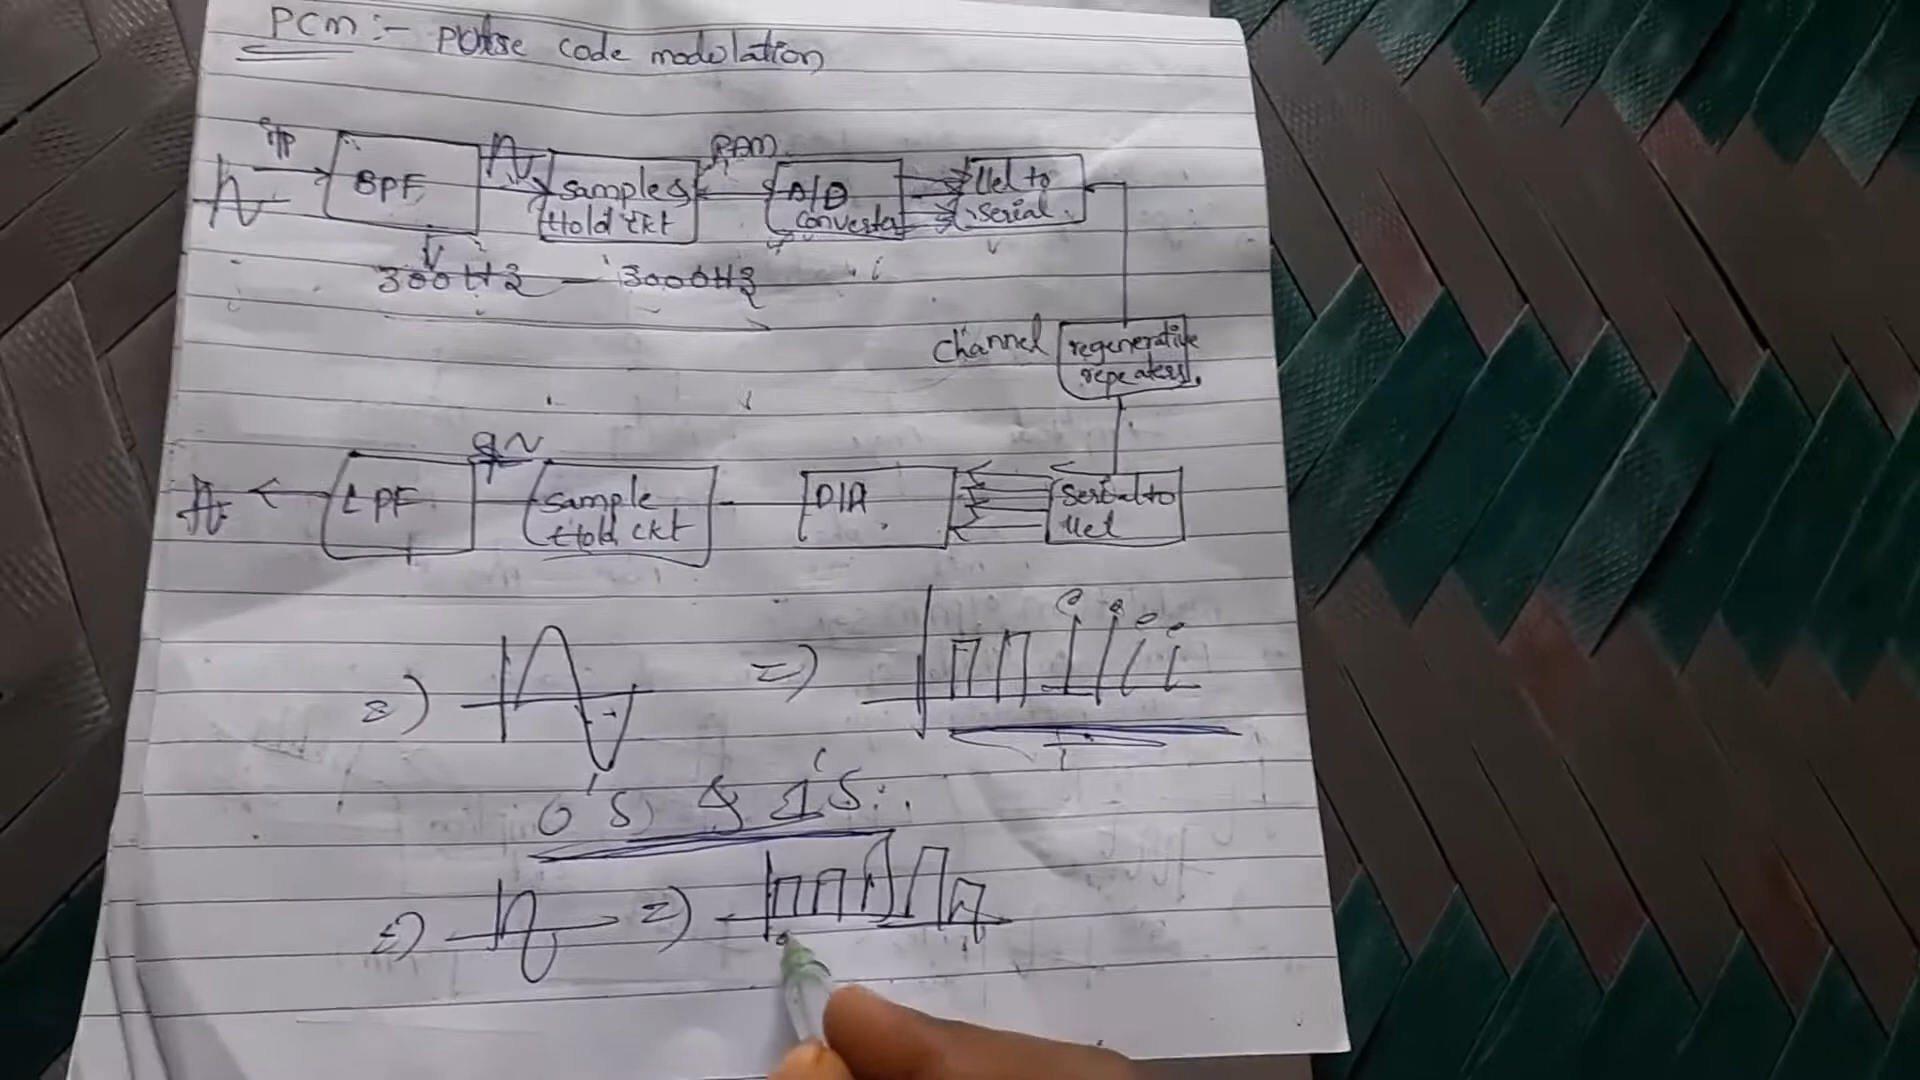 PCM :- Pulse code modulation
i/p
BPF
Sample &
Hold ckt
PAM
A/D
Converter
llel to
serial
300 Hz — 3000 Hz
Channel
regenerative
repeaters.
LPF
Sample
Hold ckt
D/A
Serial to
llel
=)
0's & 1's
=)